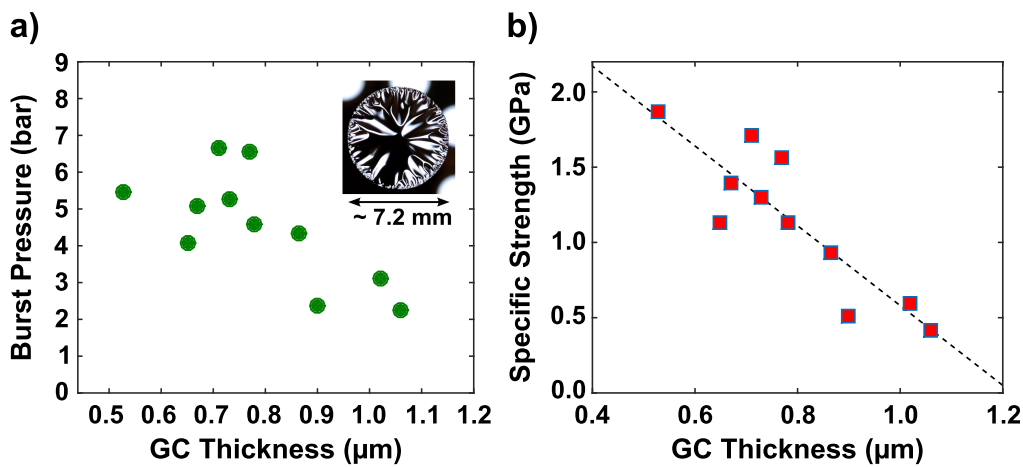 a)
Burst Pressure (bar)
9
8
7
6
5
4
3
2
1
0
0.5 0.6 0.7 0.8 0.9 1.0 1.1 1.2
GC Thickness (µm)
~ 7.2 mm
b)
Specific Strength (GPa)
2.0
1.5
1.0
0.5
0.0
0.4 0.6 0.8 1.0 1.2
GC Thickness (µm)